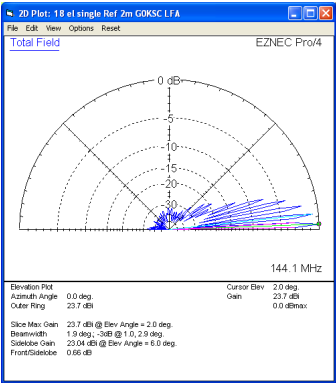 2D Plot: 18 el single Ref 2m G0KSC LFA
File Edit View Options Reset
Total Field
EZNEC Pro/4
0 dB
-5
-10
-15
-20
-30
144.1 MHz
Elevation Plot
Azimuth Angle 0.0 deg.
Outer Ring 23.7 dBi
Cursor Elev 2.0 deg.
Gain 23.7 dBi
0.0 dBmax
Slice Max Gain 23.7 dBi @ Elev Angle = 2.0 deg.
Beamwidth 1.9 deg.; -3dB @ 1.0, 2.9 deg.
Sidelobe Gain 23.04 dBi @ Elev Angle = 6.0 deg.
Front/Sidelobe 0.66 dB